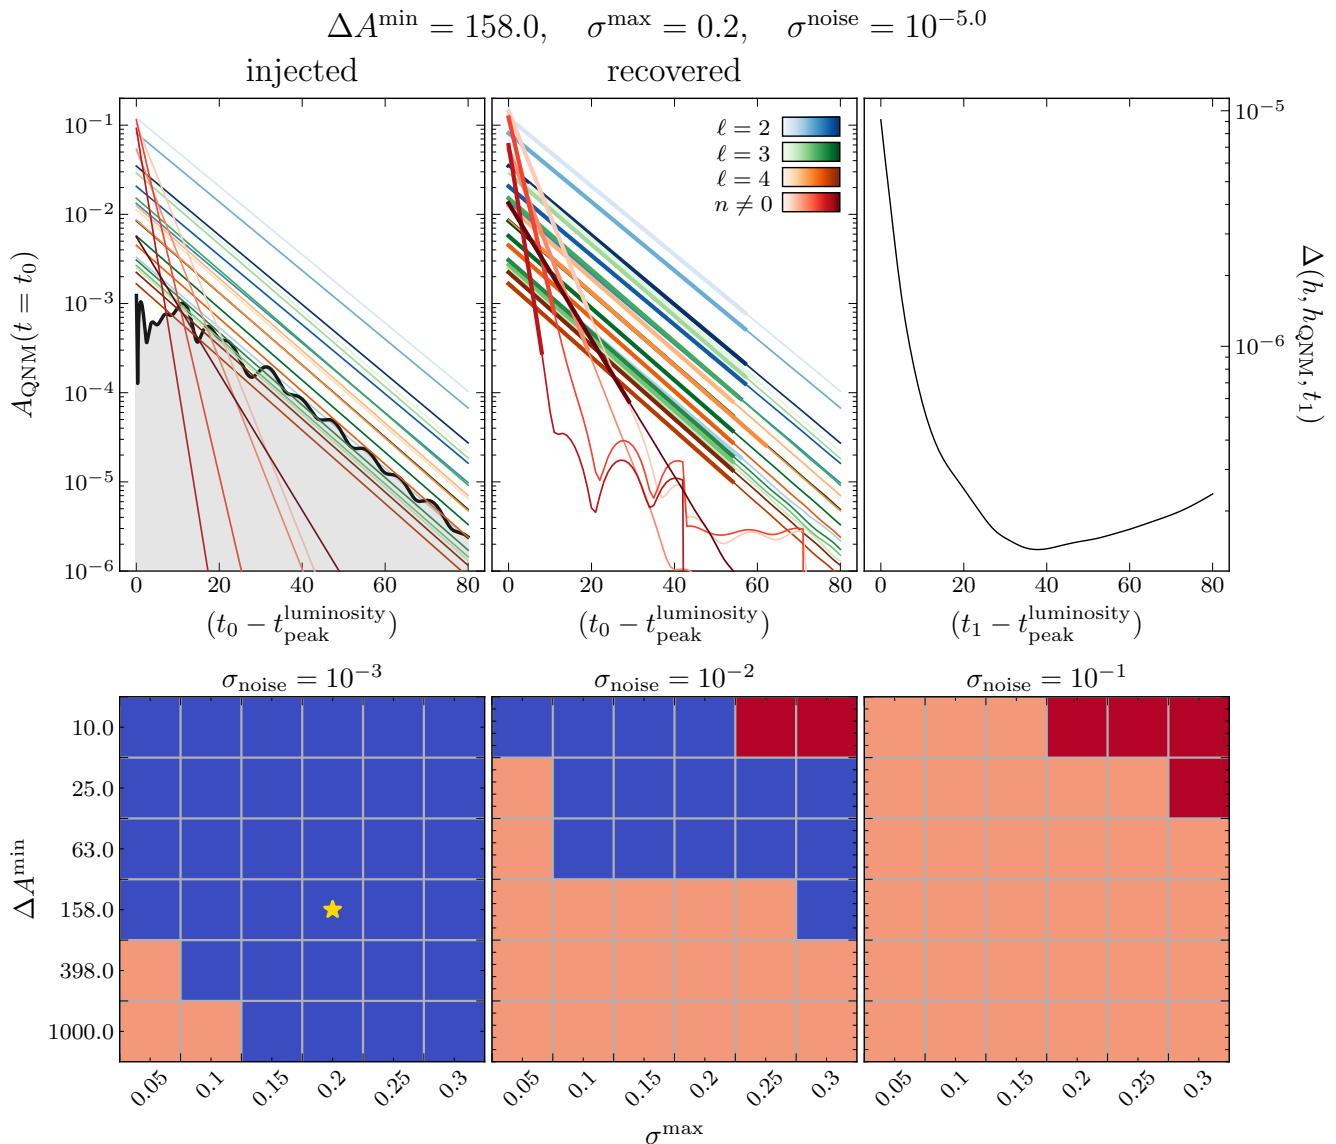 ΔA^min = 158.0, σ^max = 0.2, σ^noise = 10^−5.0
injected
recovered
A_QNM(t = t_0)
10^−1
10^−2
10^−3
10^−4
10^−5
10^−6
0 20 40 60 80
(t_0 − t_peak^luminosity)
ℓ = 2
ℓ = 3
ℓ = 4
n ≠ 0
0 20 40 60 80
(t_0 − t_peak^luminosity)
10^−5
10^−6
Δ(h, h_QNM, t_1)
0 20 40 60 80
(t_1 − t_peak^luminosity)
σ_noise = 10^−3
σ_noise = 10^−2
σ_noise = 10^−1
ΔA^min
10.0
25.0
63.0
158.0
398.0
1000.0
0.05 0.1 0.15 0.2 0.25 0.3
0.05 0.1 0.15 0.2 0.25 0.3
0.05 0.1 0.15 0.2 0.25 0.3
σ^max